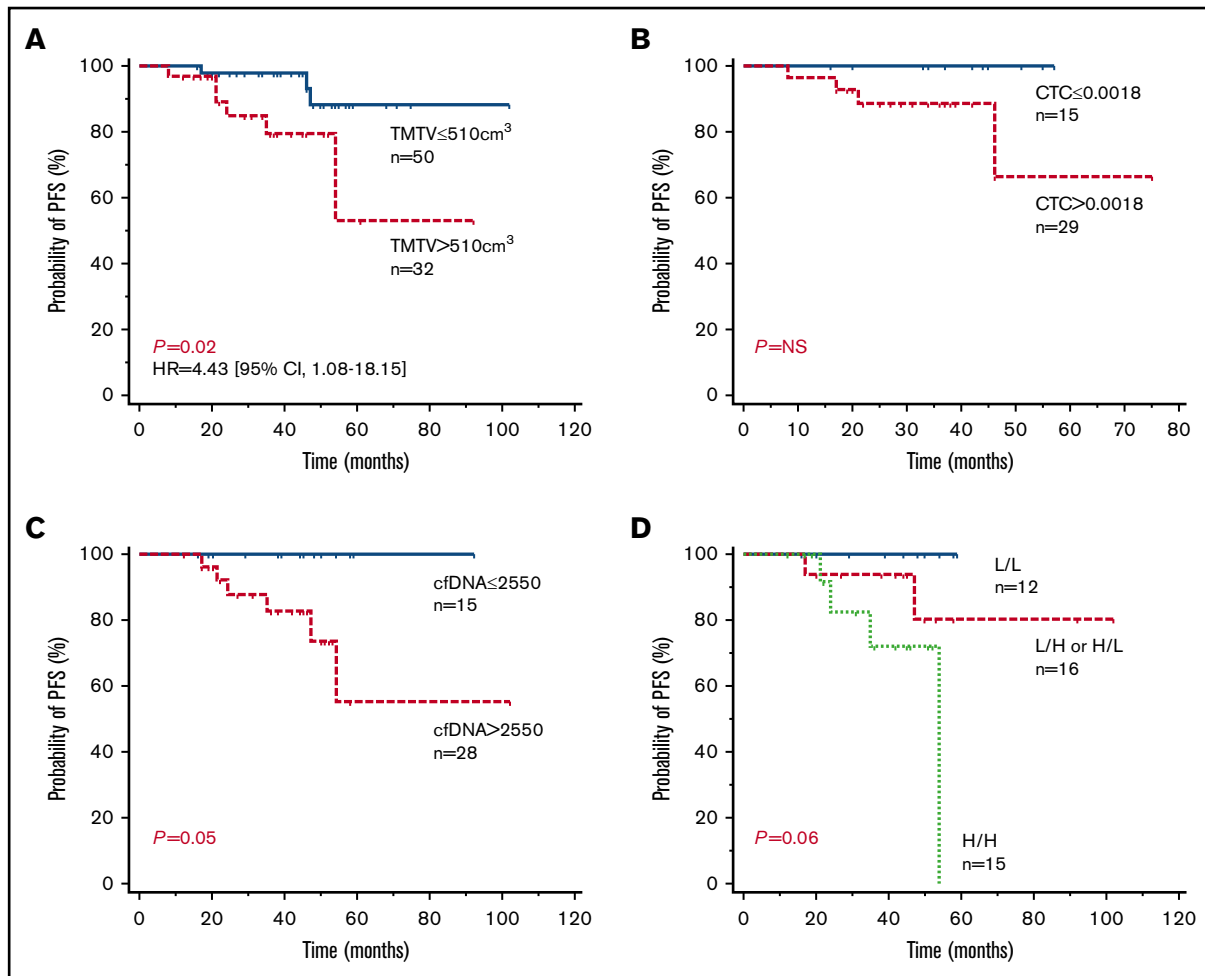 A
Probability of PFS (%)
100
80
60
40
20
0
TMTV≤510cm³
n=50
TMTV>510cm³
n=32
P=0.02
HR=4.43 [95% CI, 1.08-18.15]
0 20 40 60 80 100 120
Time (months)
B
Probability of PFS (%)
100
80
60
40
20
0
CTC≤0.0018
n=15
CTC>0.0018
n=29
P=NS
0 10 20 30 40 50 60 70 80
Time (months)
C
Probability of PFS (%)
100
80
60
40
20
0
cfDNA≤2550
n=15
cfDNA>2550
n=28
P=0.05
0 20 40 60 80 100 120
Time (months)
D
Probability of PFS (%)
100
80
60
40
20
0
L/L
n=12
L/H or H/L
n=16
P=0.06
H/H
n=15
0 20 40 60 80 100 120
Time (months)